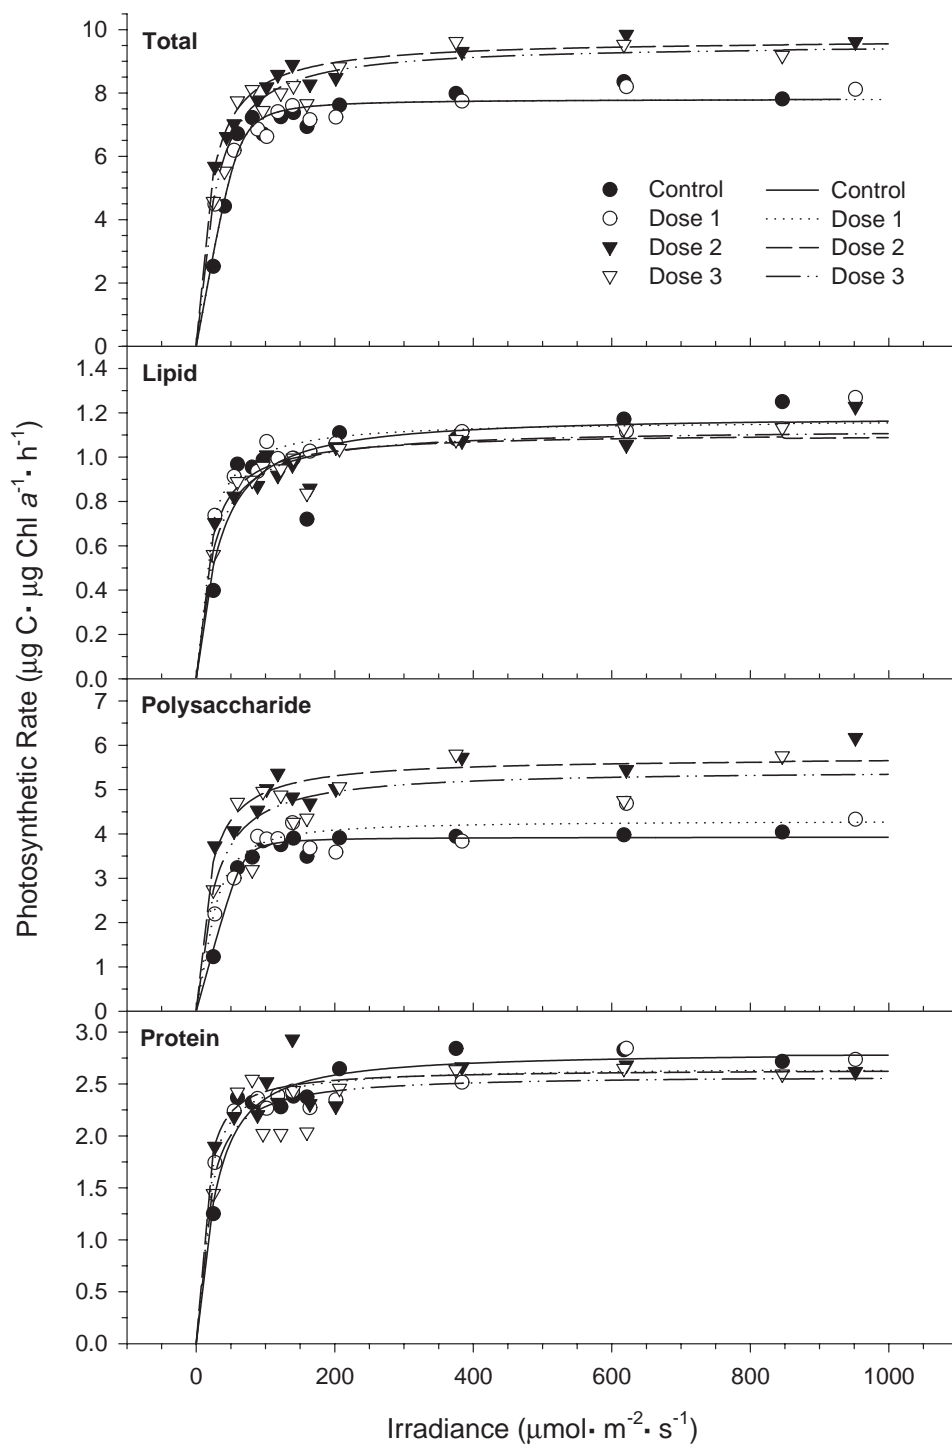 Total
10
8
6
4
2
0
Control Control
Dose 1 Dose 1
Dose 2 Dose 2
Dose 3 Dose 3
Lipid
1.4
1.2
1.0
0.8
0.6
0.4
0.2
0.0
Polysaccharide
7
6
5
4
3
2
1
0
Protein
3.0
2.5
2.0
1.5
1.0
0.5
0.0
0 200 400 600 800 1000
Photosynthetic Rate (μg C· μg Chl a⁻¹· h⁻¹)
Irradiance (μmol· m⁻²· s⁻¹)